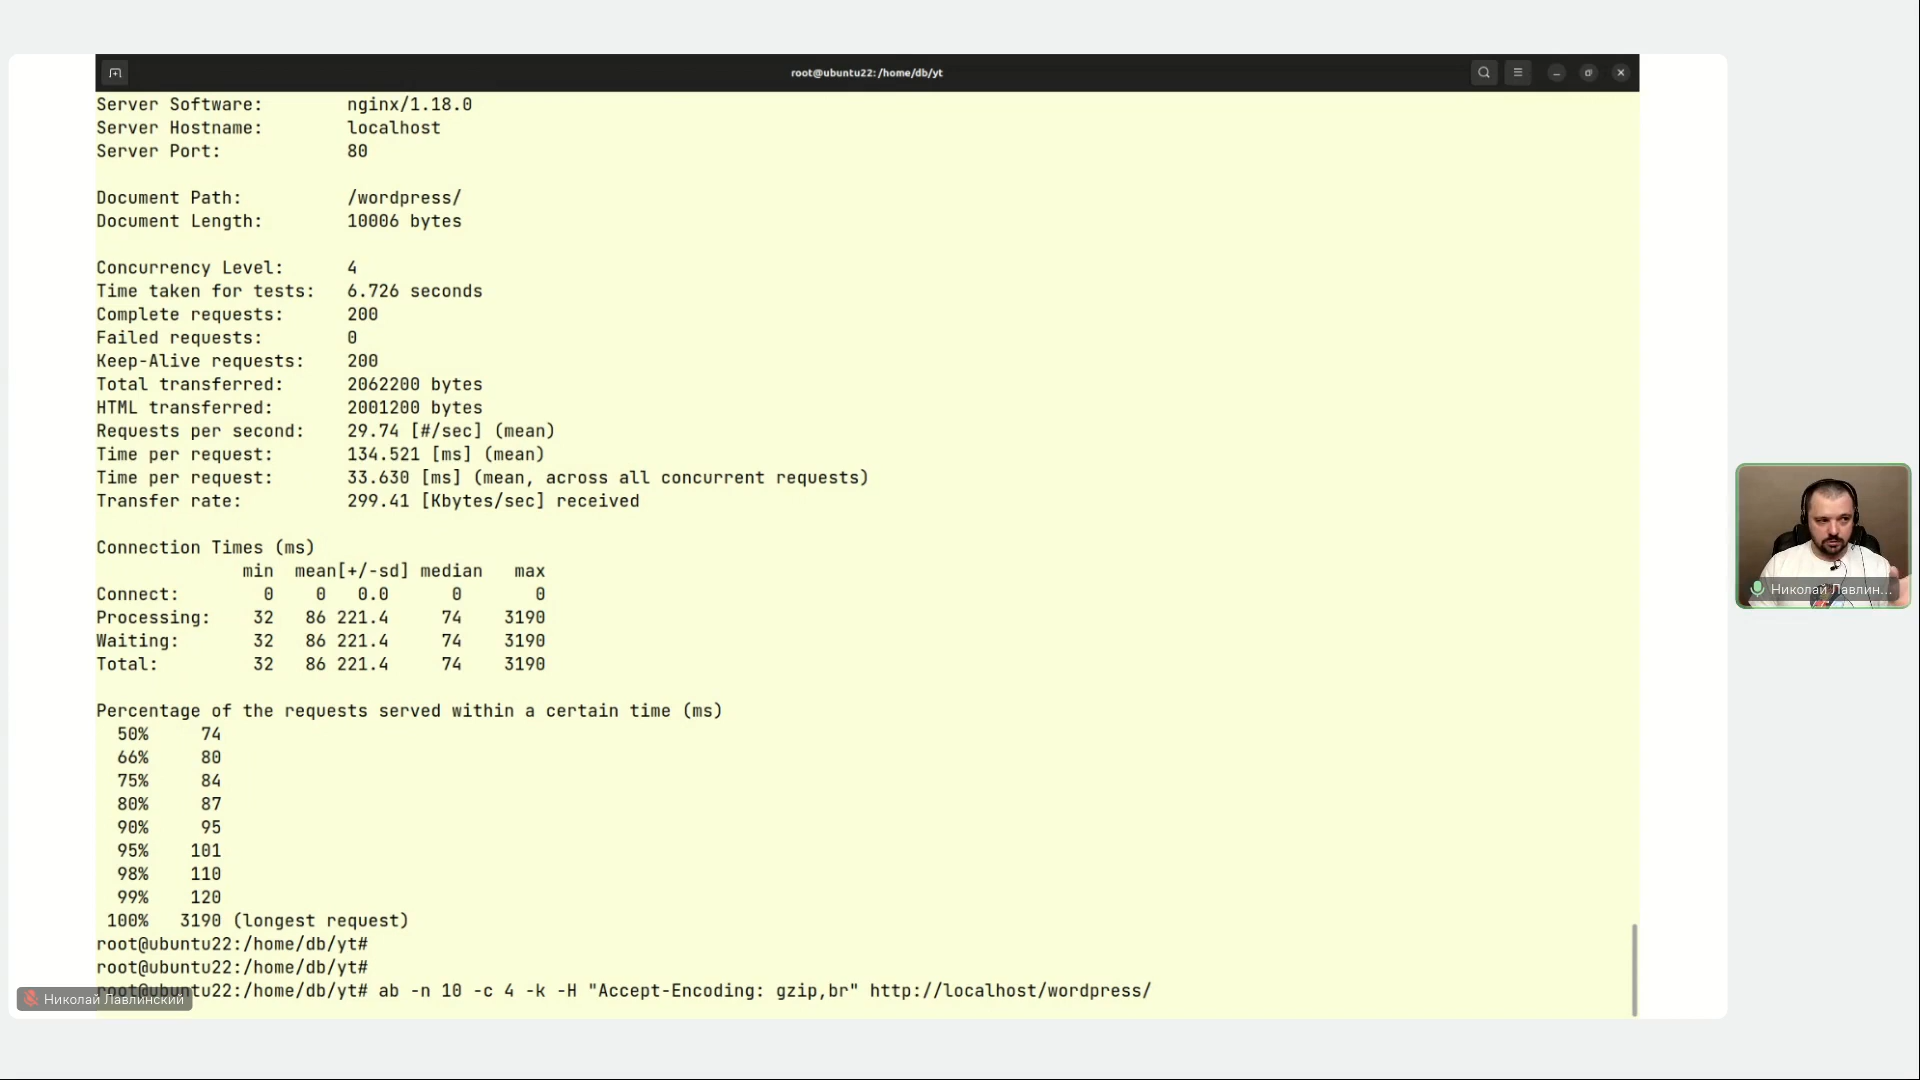 root@ubuntu22: /home/db/yt
Server Software: nginx/1.18.0
Server Hostname: localhost
Server Port: 80
Document Path: /wordpress/
Document Length: 10006 bytes
Concurrency Level: 4
Time taken for tests: 6.726 seconds
Complete requests: 200
Failed requests: 0
Keep-Alive requests: 200
Total transferred: 2062200 bytes
HTML transferred: 2001200 bytes
Requests per second: 29.74 [#/sec] (mean)
Time per request: 134.521 [ms] (mean)
Time per request: 33.630 [ms] (mean, across all concurrent requests)
Transfer rate: 299.41 [Kbytes/sec] received
Connection Times (ms)
min mean[+/-sd] median max
Connect: 0 0 0.0 0 0
Processing: 32 86 221.4 74 3190
Waiting: 32 86 221.4 74 3190
Total: 32 86 221.4 74 3190
Percentage of the requests served within a certain time (ms)
50% 74
66% 80
75% 84
80% 87
90% 95
95% 101
98% 110
99% 120
100% 3190 (longest request)
root@ubuntu22:/home/db/yt#
root@ubuntu22:/home/db/yt#
root@ubuntu22:/home/db/yt# ab -n 10 -c 4 -k -H "Accept-Encoding: gzip,br" http://localhost/wordpress/
Николай Лавлинский
Николай Лавлин...